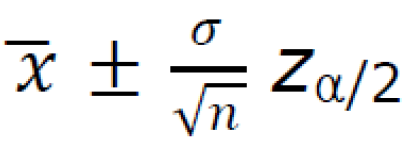 x̄ ± σ/√n z_{α/2}